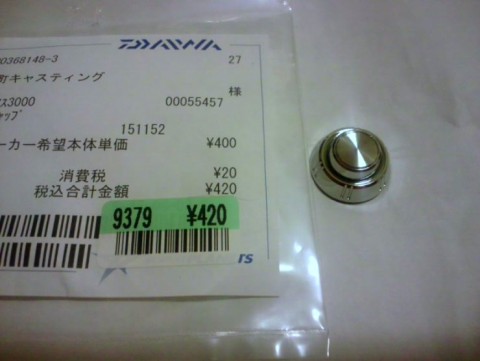 DAIWA
00368148-3 27
町キャスティング
様
ス3000 00055457
ャップ
151152
ーカー希望本体単価 ¥400
消費税 ¥20
税込合計金額 ¥420
9379 ¥420
rs